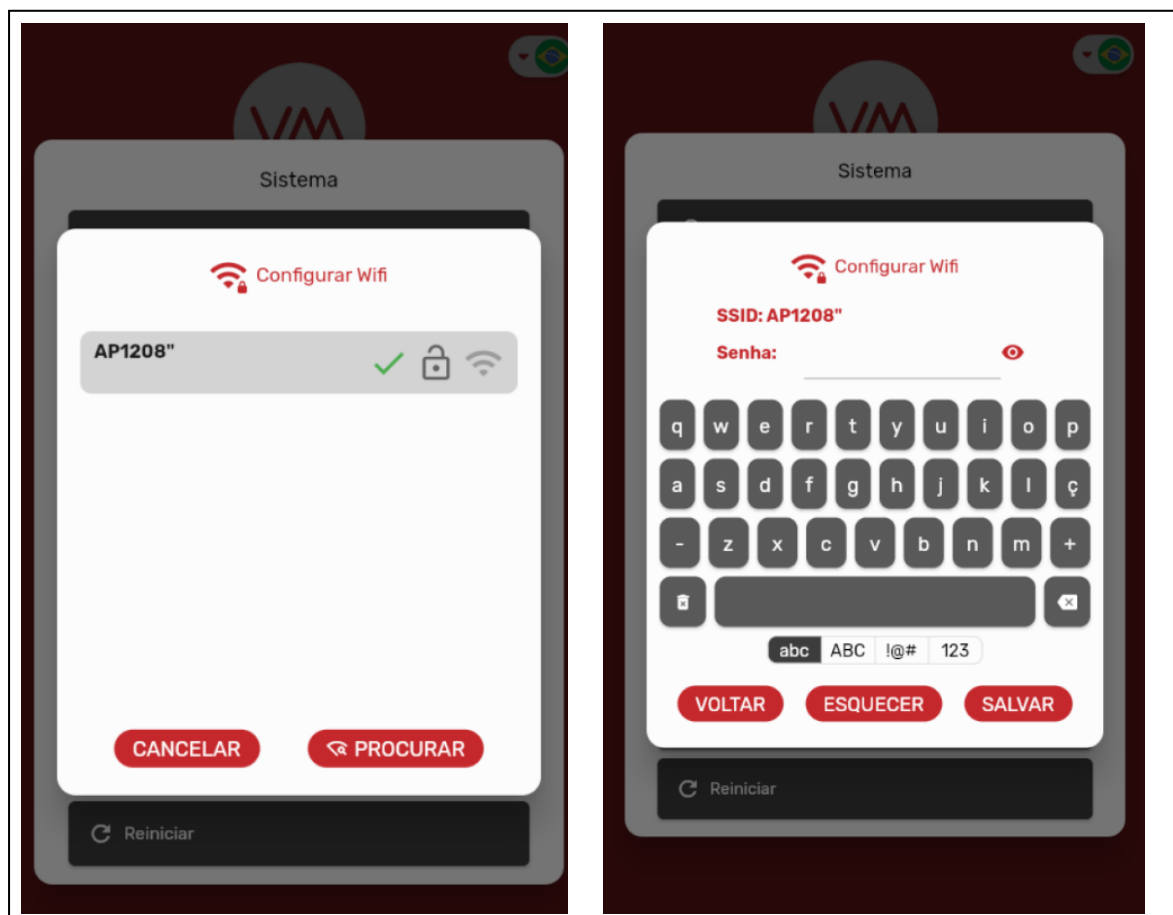 VM
Sistema
Configurar Wifi
AP1208"
CANCELAR
PROCURAR
Reiniciar
VM
Sistema
Configurar Wifi
SSID: AP1208"
Senha:
q w e r t y u i o p
a s d f g h j k l ç
- z x c v b n m +
abc ABC !@# 123
VOLTAR ESQUECER SALVAR
Reiniciar